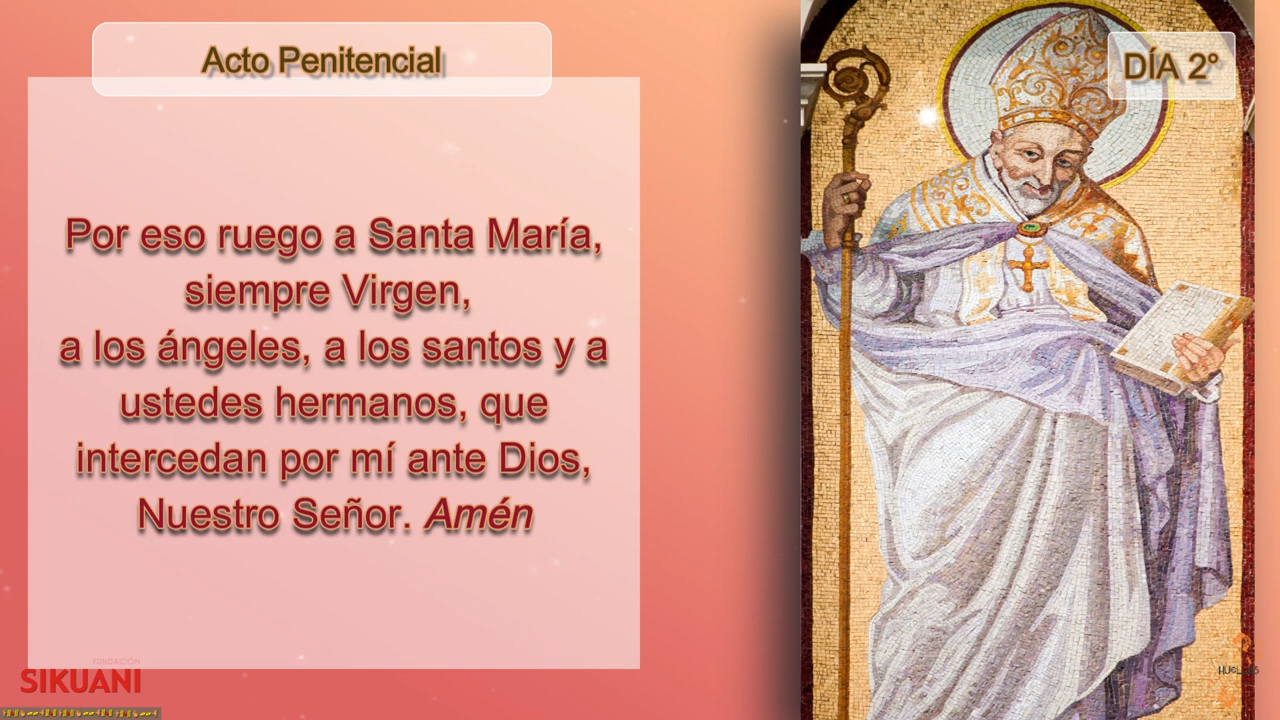 Acto Penitencial
DÍA 2°
Por eso ruego a Santa María,
siempre Virgen,
a los ángeles, a los santos y a
ustedes hermanos, que
intercedan por mí ante Dios,
Nuestro Señor. Amén
FUNDACIÓN
SIKUANI